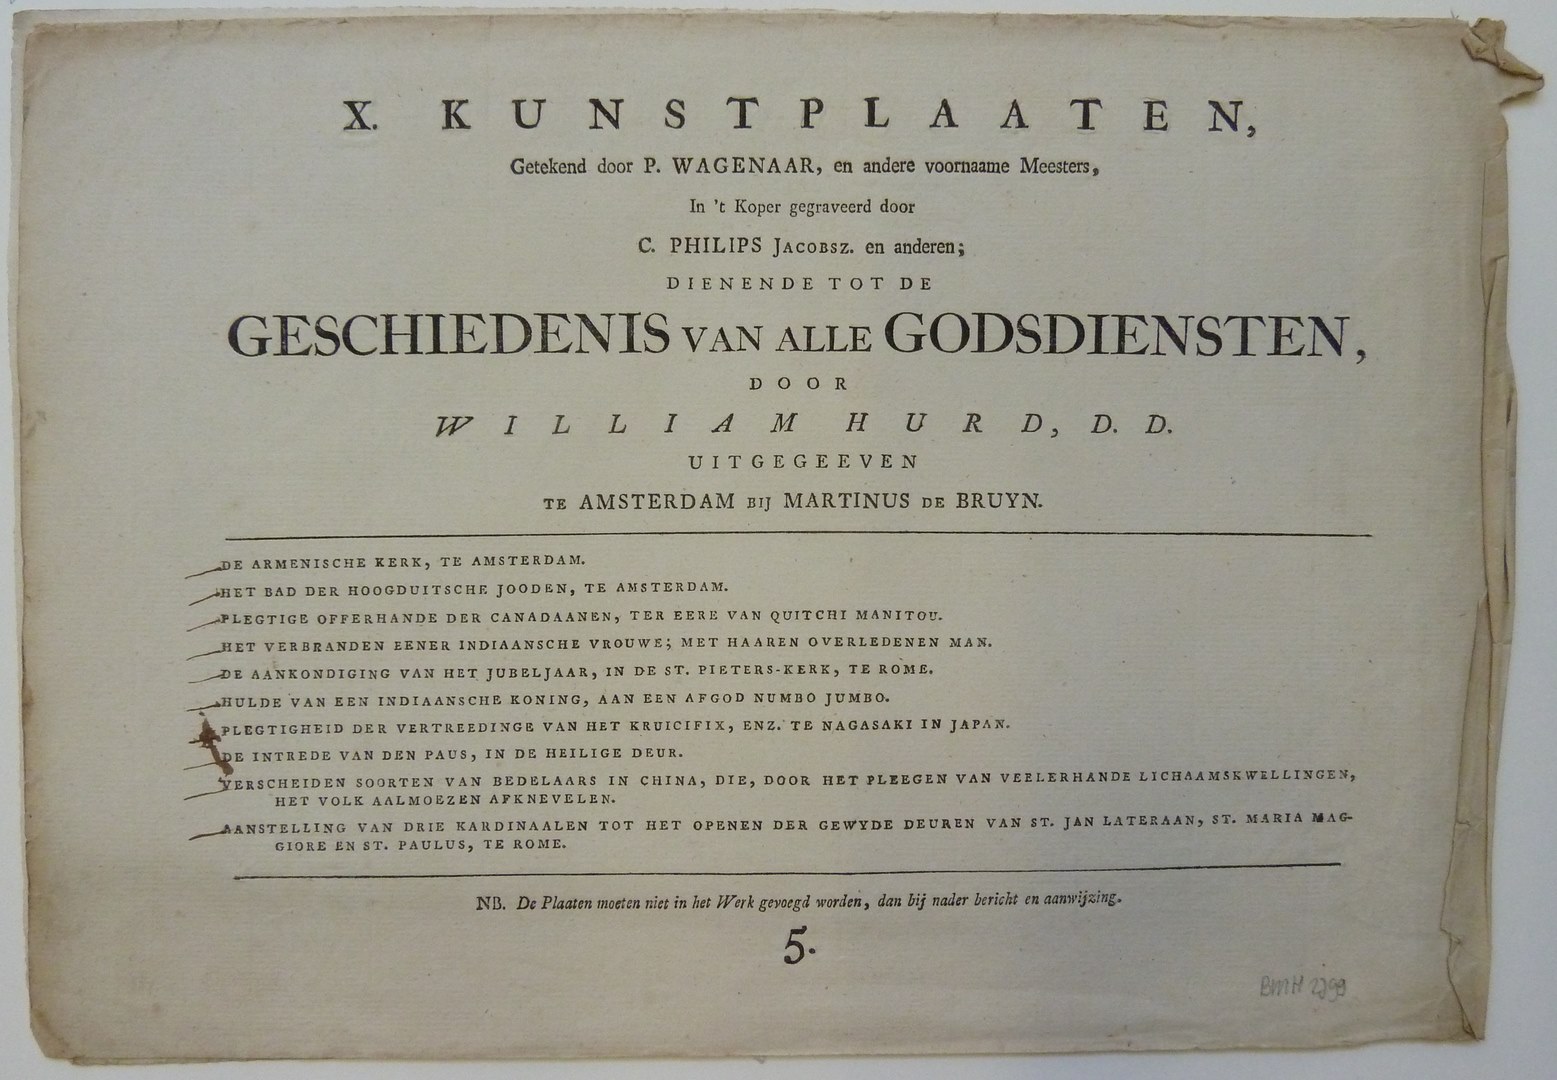 X. KUNSTPLAATEN,
Getekend door P. WAGENAAR, en andere voornaame Meesters,
In 't Koper gegraveerd door
C. PHILIPS JACOBSZ. en anderen;
DIENENDE TOT DE
GESCHIEDENIS VAN ALLE GODSDIENSTEN,
DOOR
WILLIAM HURD, D. D.
UITGEGEEVEN
TE AMSTERDAM BIJ MARTINUS DE BRUYN.
DE ARMENISCHE KERK, TE AMSTERDAM.
HET BAD DER HOOGDUITSCHE JOODEN, TE AMSTERDAM.
PLEGTIGE OFFERHANDE DER CANADAANEN, TER EERE VAN QUITCHI MANITOU.
HET VERBRANDEN EENER INDIAANSCHE VROUWE; MET HAAREN OVERLEDENEN MAN.
DE AANKONDIGING VAN HET JUBELJAAR, IN DE ST. PIETERS-KERK, TE ROME.
HULDE VAN EEN INDIAANSCHE KONING, AAN EEN AFGOD NUMBO JUMBO.
PLEGTIGHEID DER VERTREEDINGE VAN HET KRUICIFIX, ENZ. TE NAGASAKI IN JAPAN.
DE INTREDE VAN DEN PAUS, IN DE HEILIGE DEUR.
VERSCHEIDEN SOORTEN VAN BEDELAARS IN CHINA, DIE, DOOR HET PLEEGEN VAN VEELERHANDE LICHAAMSKWELLINGEN,
HET VOLK AALMOEZEN AFKNEVELEN.
AANSTELLING VAN DRIE KARDINAALEN TOT HET OPENEN DER GEWYDE DEUREN VAN ST. JAN LATERAAN, ST. MARIA MAG-
GIORE EN ST. PAULUS, TE ROME.
NB. De Plaaten moeten niet in het Werk gevoegd worden, dan bij nader bericht en aanwijzing.
5.
BMH